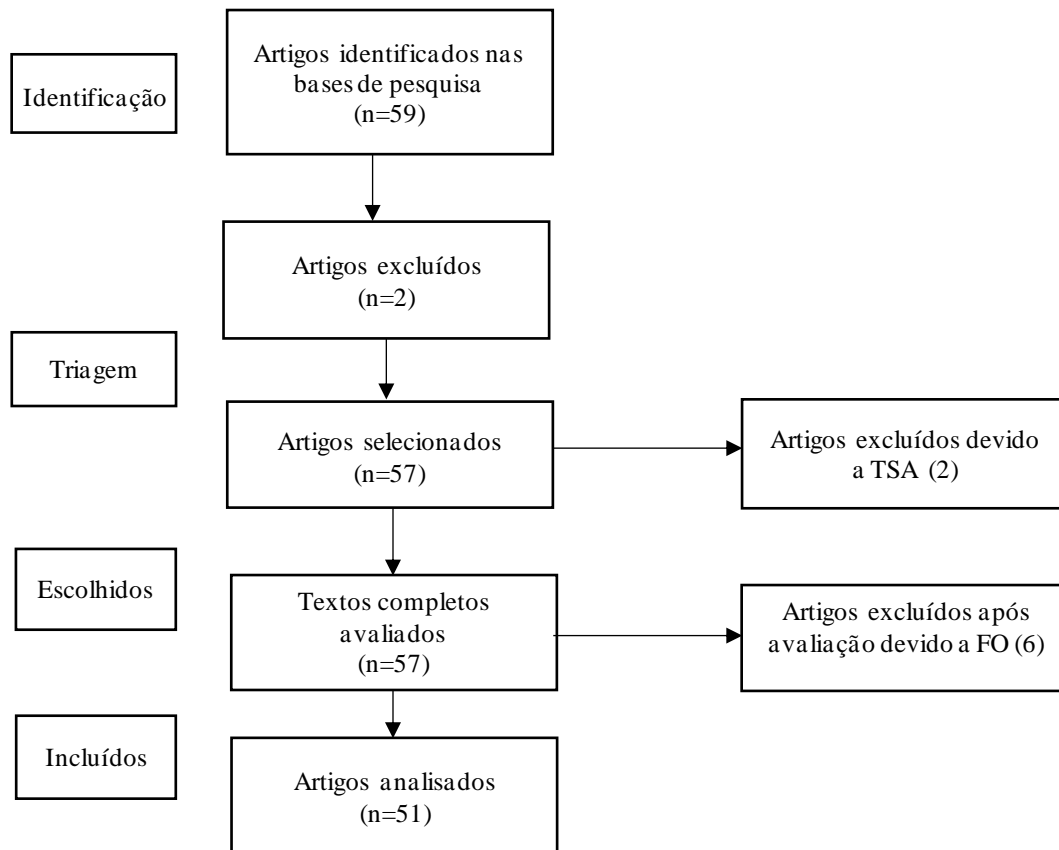 Identificação
Artigos identificados nas
bases de pesquisa
(n=59)
Artigos excluídos
(n=2)
Triagem
Artigos selecionados
(n=57)
Artigos excluídos devido
a TSA (2)
Escolhidos
Textos completos
avaliados
(n=57)
Artigos excluídos após
avaliação devido a FO (6)
Incluídos
Artigos analisados
(n=51)